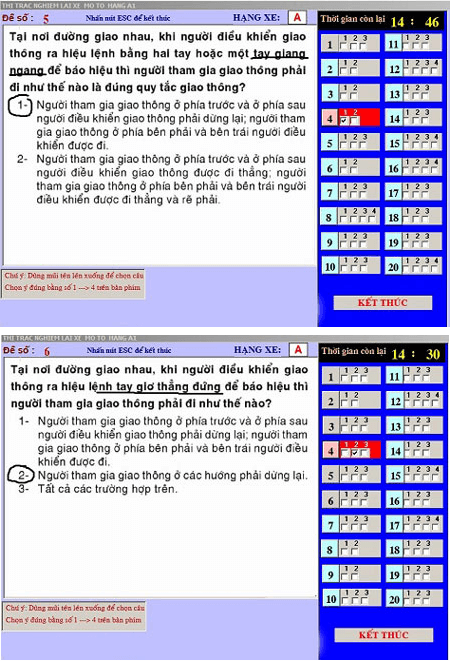 THI TRAC NGHIEM LAI XE MO TO HANG A1
Đề số : 5 Nhấn nút ESC để kết thúc HẠNG XE: A
Tại nơi đường giao nhau, khi người điều khiển giao
thông ra hiệu lệnh bằng hai tay hoặc một tay giang
ngang để báo hiệu thì người tham gia giao thông phải
đi như thế nào là đúng quy tắc giao thông?
1- Người tham gia giao thông ở phía trước và ở phía sau
người điều khiển giao thông phải dừng lại; người tham
gia giao thông ở phía bên phải và bên trái người điều
khiển được đi.
2- Người tham gia giao thông ở phía trước và ở phía sau
người điều khiển giao thông được đi thẳng; người
tham gia giao thông ở phía bên phải và bên trái người
điều khiển được đi thẳng và rẽ phải.
Chú ý: Dùng mũi tên lên xuống để chọn câu
Chọn ý đúng bằng số 1 ---> 4 trên bàn phím
Thời gian còn lại 14 : 46
1 1 2 3 11 1 2 3
2 1 2 12 1 2 3
3 1 2 13 1 2
4 1 2 14 1 2 3
5 1 2 3 15 1 2 3
6 1 2 16 1 2 3
7 1 2 3 17 1 2 3
8 1 2 3 4 18 1 2 3 4
9 1 2 3 19 1 2 3
10 1 2 3 20 1 2 3 4
KẾT THÚC
THI TRAC NGHIEM LAI XE MO TO HANG A1
Đề số : 6 Nhấn nút ESC để kết thúc HẠNG XE: A
Tại nơi đường giao nhau, khi người điều khiển giao
thông ra hiệu lệnh tay giơ thẳng đứng để báo hiệu thì
người tham gia giao thông phải đi như thế nào?
1- Người tham gia giao thông ở phía trước và ở phía sau
người điều khiển giao thông phải dừng lại; người tham
gia giao thông ở phía bên phải và bên trái người điều
khiển được đi.
2- Người tham gia giao thông ở các hướng phải dừng lại.
3- Tất cả các trường hợp trên.
Chú ý: Dùng mũi tên lên xuống để chọn câu
Chọn ý đúng bằng số 1 ---> 4 trên bàn phím
Thời gian còn lại 14 : 30
1 1 2 3 11 1 2 3
2 1 2 3 12 1 2 3
3 1 2 13 1 2 3
4 1 2 3 14 1 2 3
5 1 2 3 15 1 2 3 4
6 1 2 16 1 2 3
7 1 2 3 17 1 2 3 4
8 1 2 18 1 2 3
9 1 2 3 19 1 2
10 1 2 3 20 1 2 3
KẾT THÚC